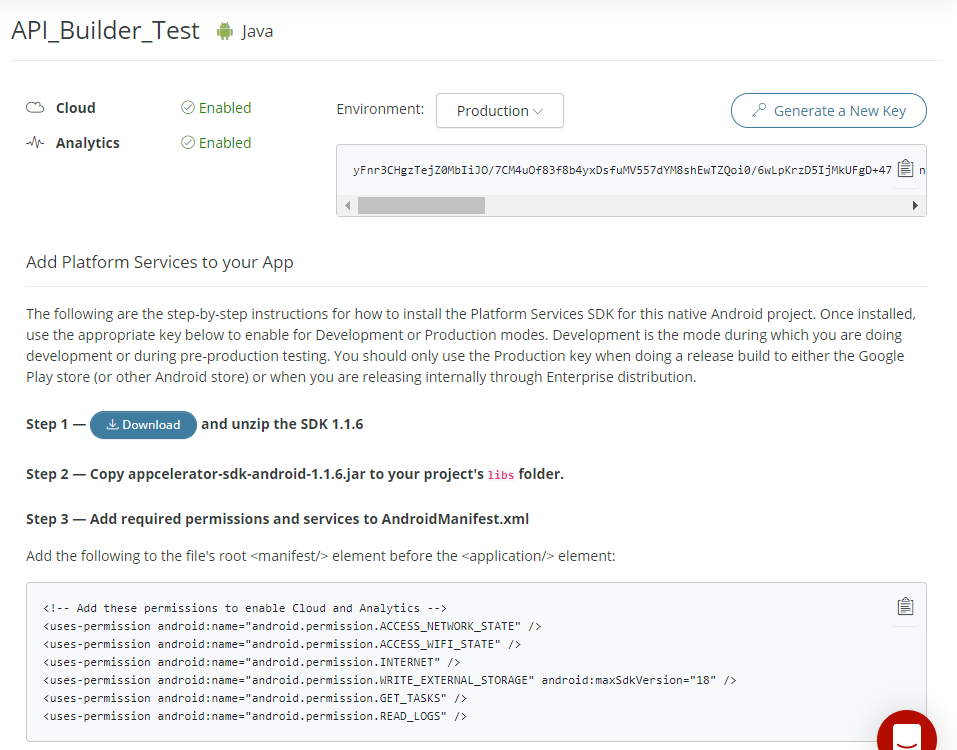 API_Builder_Test Java
Cloud Enabled
Analytics Enabled
Environment: Production
Generate a New Key
yFnr3CHgzTejZ0MbIiJO/7CM4uOf83f8b4yxDsfuMV557dYM8shEwTZQoi0/6wLpKrzD5IjMkUFgD+47 n
Add Platform Services to your App
The following are the step-by-step instructions for how to install the Platform Services SDK for this native Android project. Once installed,
use the appropriate key below to enable for Development or Production modes. Development is the mode during which you are doing
development or during pre-production testing. You should only use the Production key when doing a release build to either the Google
Play store (or other Android store) or when you are releasing internally through Enterprise distribution.
Step 1 — Download and unzip the SDK 1.1.6
Step 2 — Copy appcelerator-sdk-android-1.1.6.jar to your project's libs folder.
Step 3 — Add required permissions and services to AndroidManifest.xml
Add the following to the file's root <manifest/> element before the <application/> element:
<!-- Add these permissions to enable Cloud and Analytics -->
<uses-permission android:name="android.permission.ACCESS_NETWORK_STATE" />
<uses-permission android:name="android.permission.ACCESS_WIFI_STATE" />
<uses-permission android:name="android.permission.INTERNET" />
<uses-permission android:name="android.permission.WRITE_EXTERNAL_STORAGE" android:maxSdkVersion="18" />
<uses-permission android:name="android.permission.GET_TASKS" />
<uses-permission android:name="android.permission.READ_LOGS" />